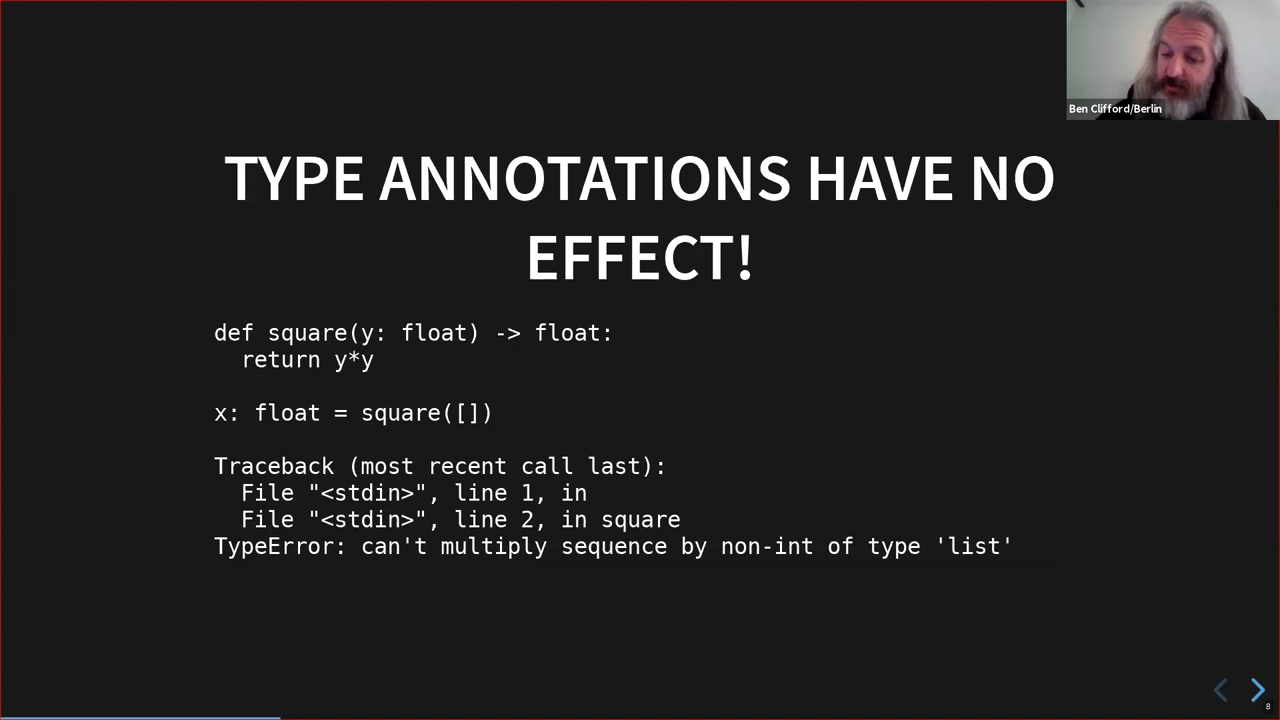 Ben Clifford/Berlin
TYPE ANNOTATIONS HAVE NO
EFFECT!
def square(y: float) -> float:
  return y*y
x: float = square([])
Traceback (most recent call last):
  File "<stdin>", line 1, in
  File "<stdin>", line 2, in square
TypeError: can't multiply sequence by non-int of type 'list'
8